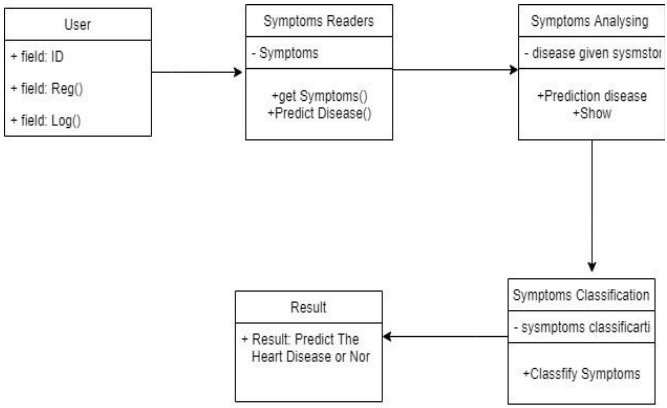 User
+ field: ID
+ field: Reg()
+ field: Log()
Symptoms Readers
- Symptoms
+get Symptoms()
+Predict Disease()
Symptoms Analysing
- disease given sysmstor
+Prediction disease
+Show
Symptoms Classification
- sysmptoms classificarti
+Classfify Symptoms
Result
+ Result: Predict The
Heart Disease or Nor